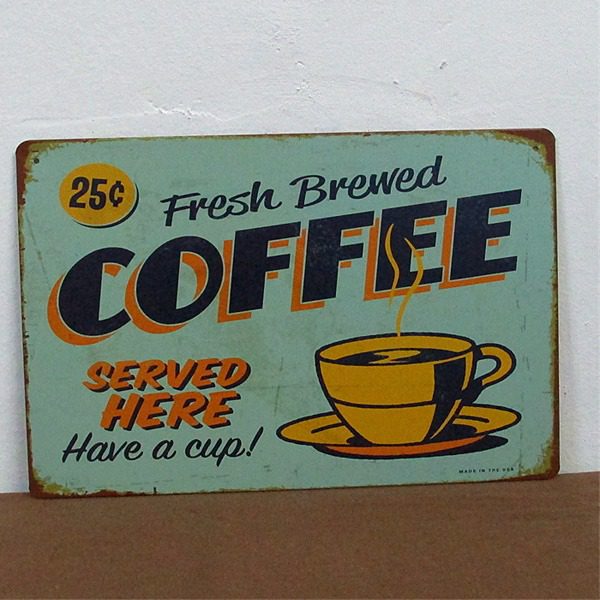 25¢
Fresh Brewed
COFFEE
SERVED
HERE
Have a cup!
MADE IN THE USA